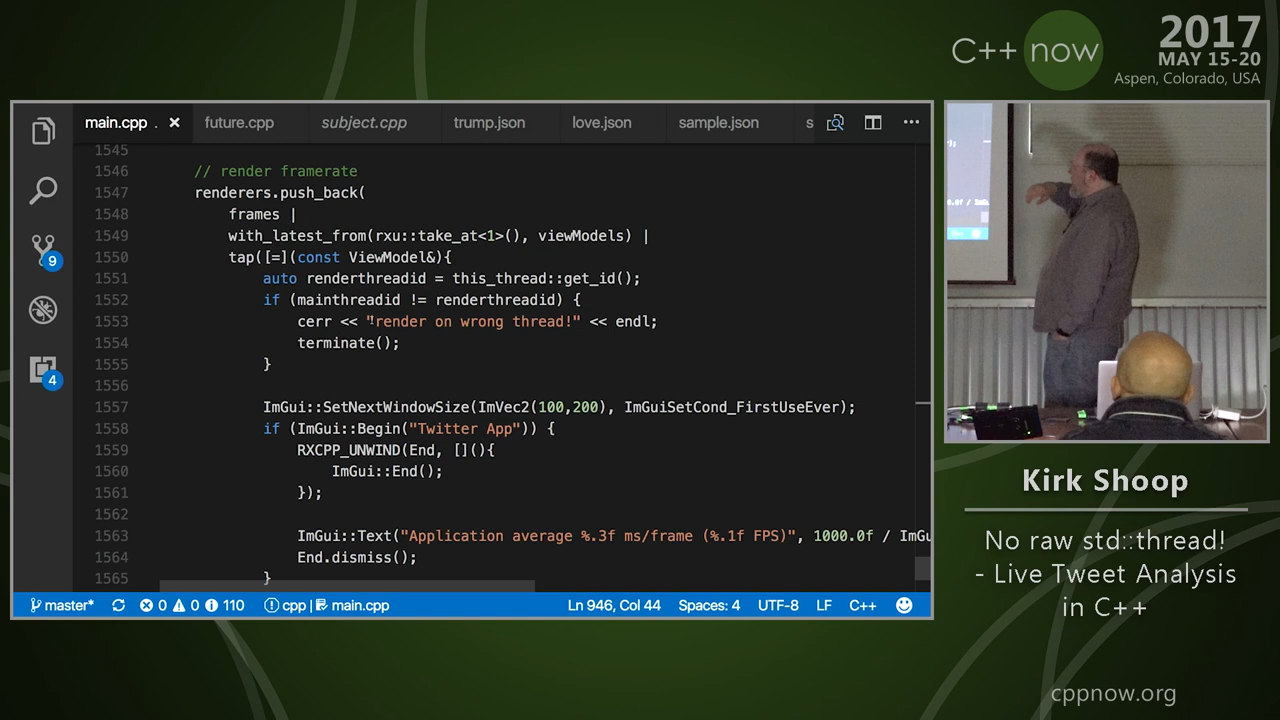 C++ now
2017
MAY 15-20
Aspen, Colorado, USA
main.cpp . × future.cpp subject.cpp trump.json love.json sample.json s ···
1545
1546 // render framerate
1547 renderers.push_back(
1548 frames |
1549 with_latest_from(rxu::take_at<1>(), viewModels) |
1550 tap([=](const ViewModel&){
1551 auto renderthreadid = this_thread::get_id();
1552 if (mainthreadid != renderthreadid) {
1553 cerr << "render on wrong thread!" << endl;
1554 terminate();
1555 }
1556
1557 ImGui::SetNextWindowSize(ImVec2(100,200), ImGuiSetCond_FirstUseEver);
1558 if (ImGui::Begin("Twitter App")) {
1559 RXCPP_UNWIND(End, [](){
1560 ImGui::End();
1561 });
1562
1563 ImGui::Text("Application average %.3f ms/frame (%.1f FPS)", 1000.0f / ImGu
1564 End.dismiss();
1565 }
9
4
master* 0 0 110 cpp | main.cpp Ln 946, Col 44 Spaces: 4 UTF-8 LF C++
Kirk Shoop
No raw std::thread!
- Live Tweet Analysis
in C++
cppnow.org